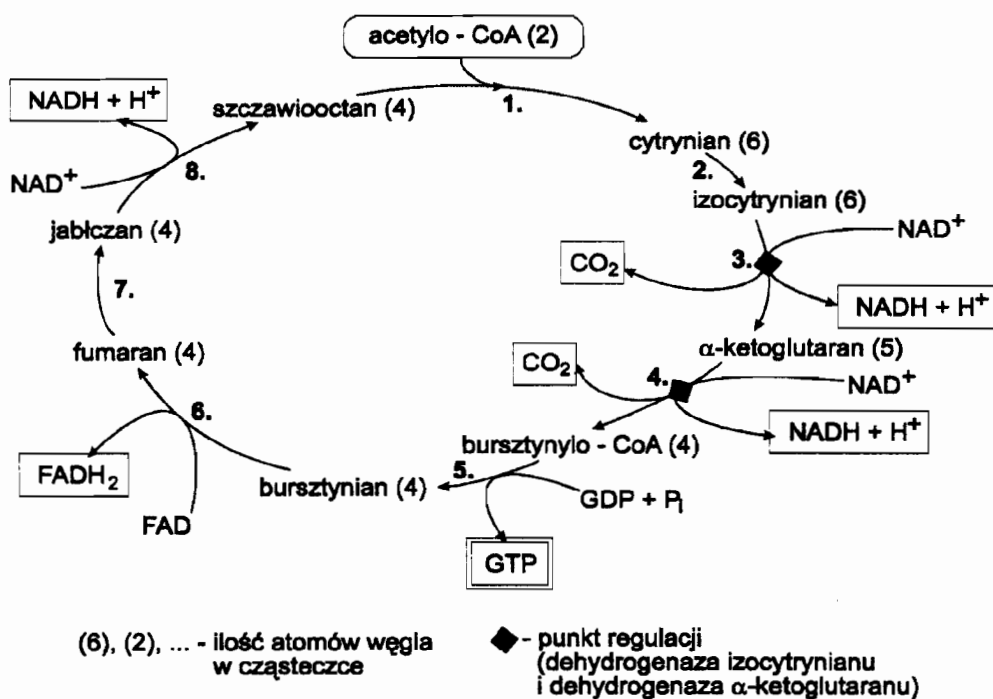 acetylo - CoA (2)
NADH + H⁺
szczawiooctan (4)
1.
cytrynian (6)
8.
2.
NAD⁺
izocytrynian (6)
jabłczan (4)
NAD⁺
3.
CO₂
7.
NADH + H⁺
fumaran (4)
α-ketoglutaran (5)
CO₂
4.
NAD⁺
6.
NADH + H⁺
bursztynylo - CoA (4)
FADH₂
5.
bursztynian (4)
GDP + Pᵢ
FAD
GTP
(6), (2), ... - ilość atomów węgla
w cząsteczce
- punkt regulacji
(dehydrogenaza izocytrynianu
i dehydrogenaza α-ketoglutaranu)